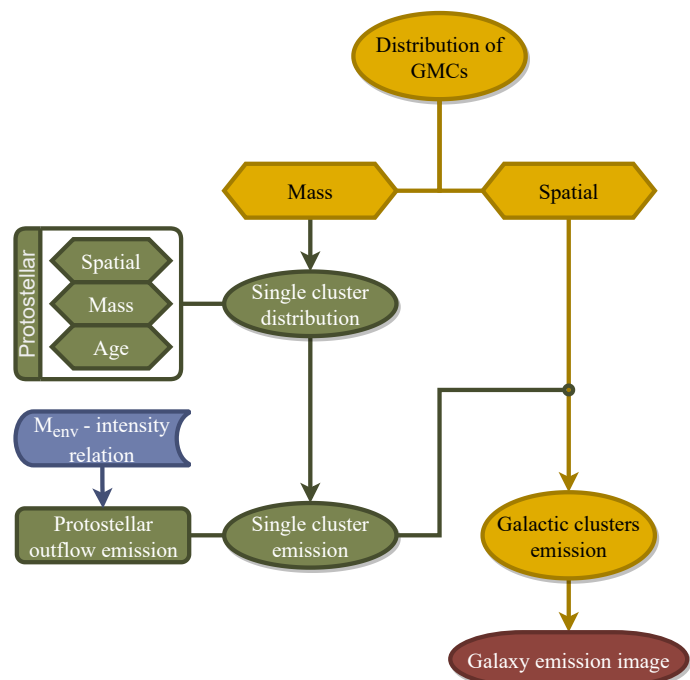 Distribution of
GMCs
Mass
Spatial
Protostellar
Spatial
Mass
Age
Single cluster
distribution
M_env - intensity
relation
Protostellar
outflow emission
Single cluster
emission
Galactic clusters
emission
Galaxy emission image